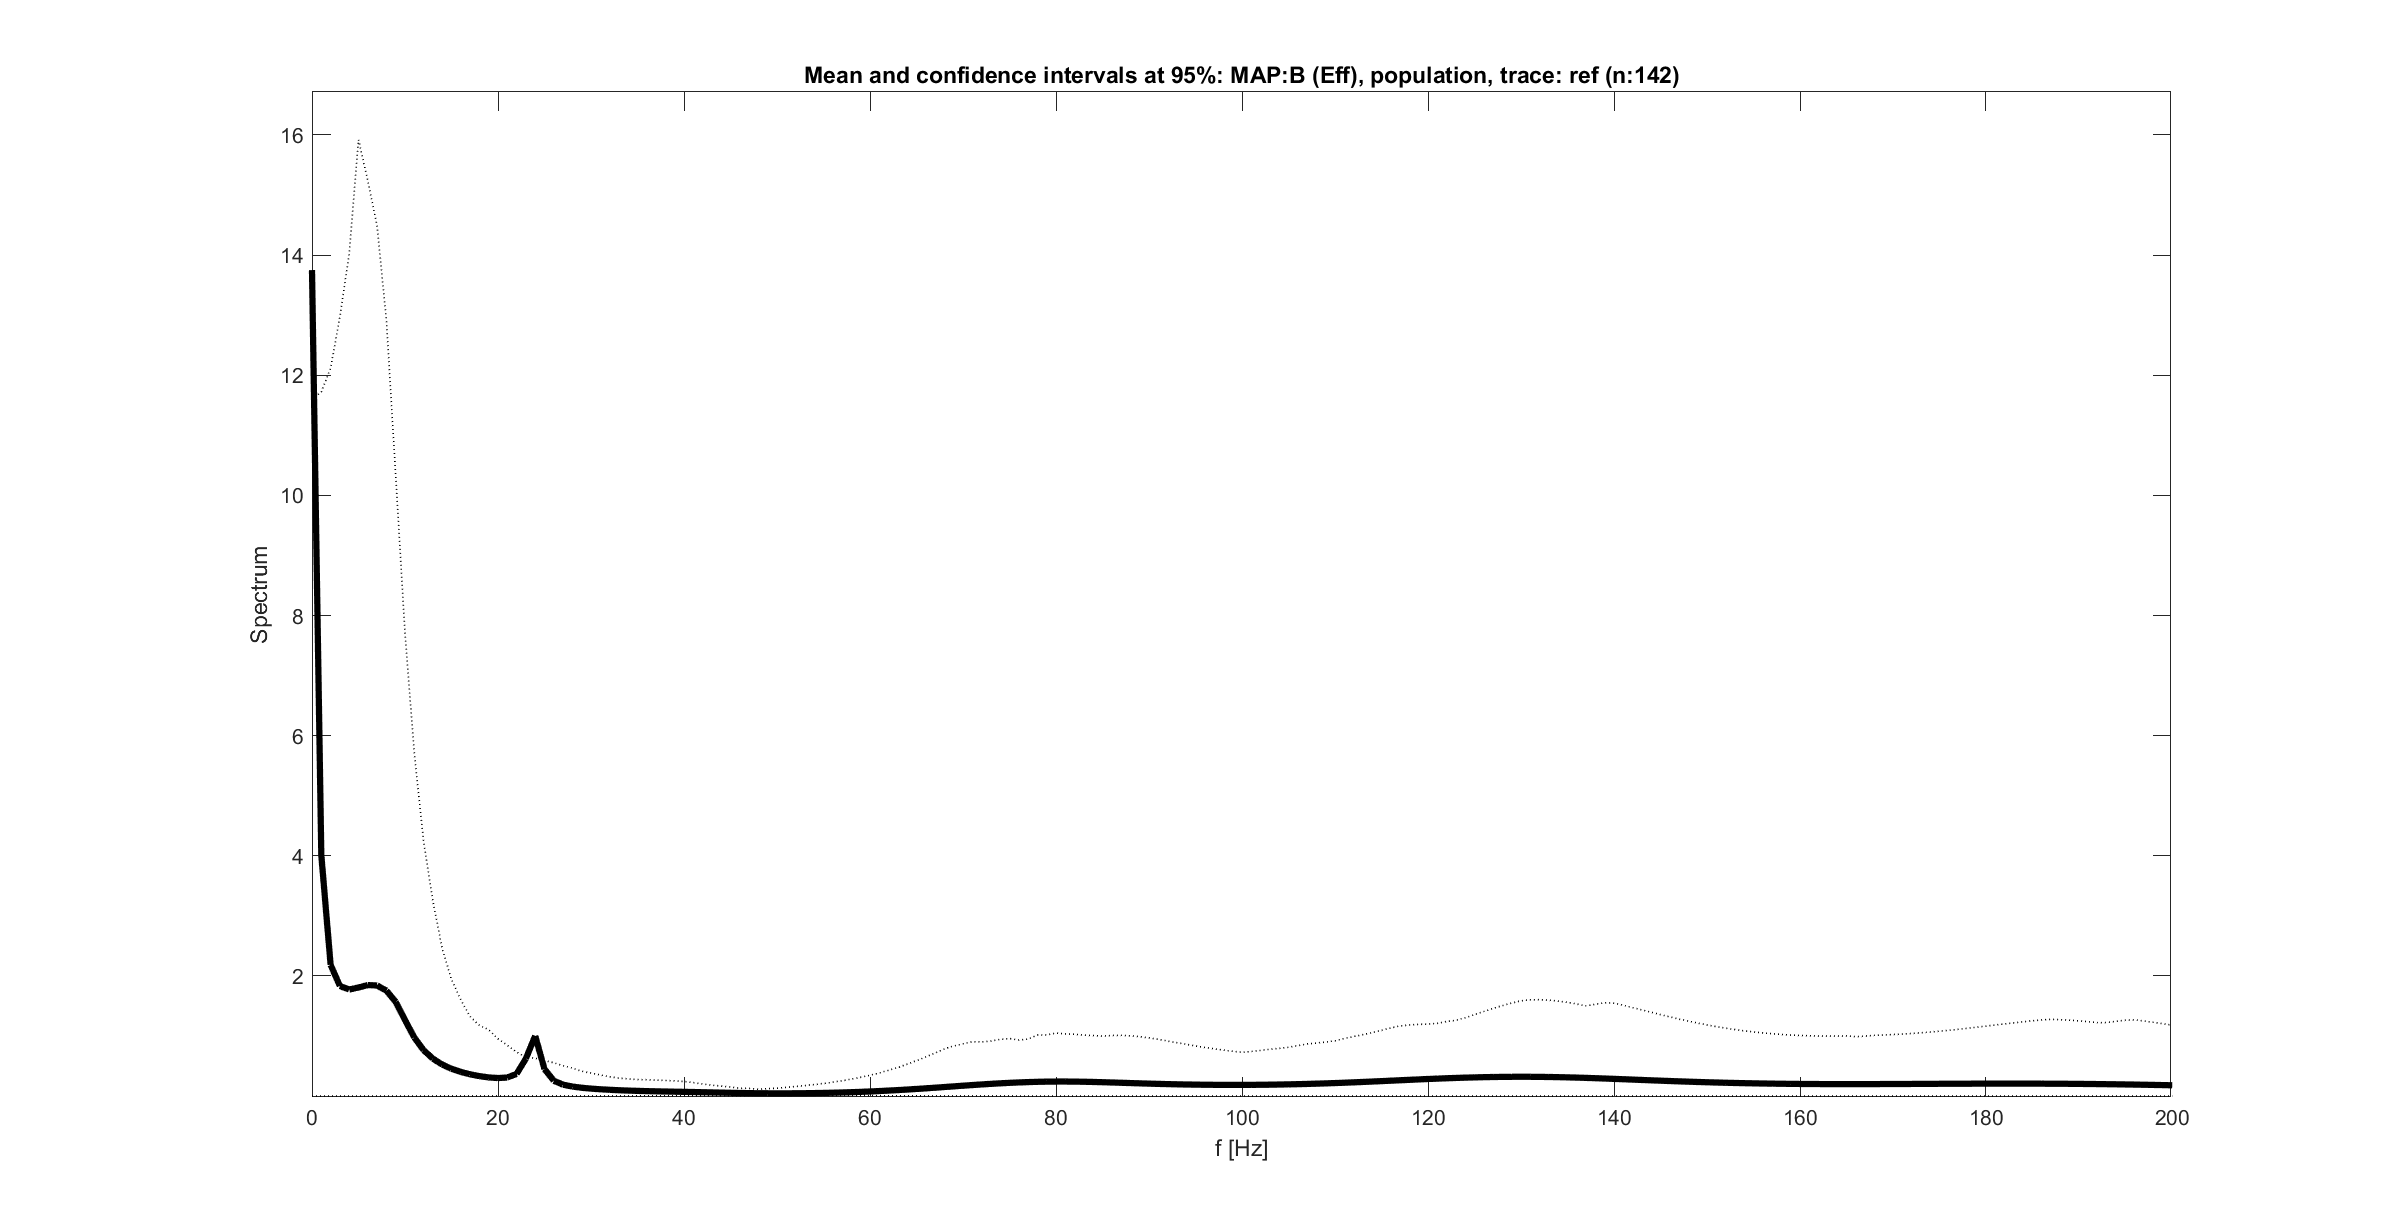 Mean and confidence intervals at 95%: MAP:B (Eff), population, trace: ref (n:142)
16
14
12
10
8
6
4
2
Spectrum
0 20 40 60 80 100 120 140 160 180 200
f [Hz]